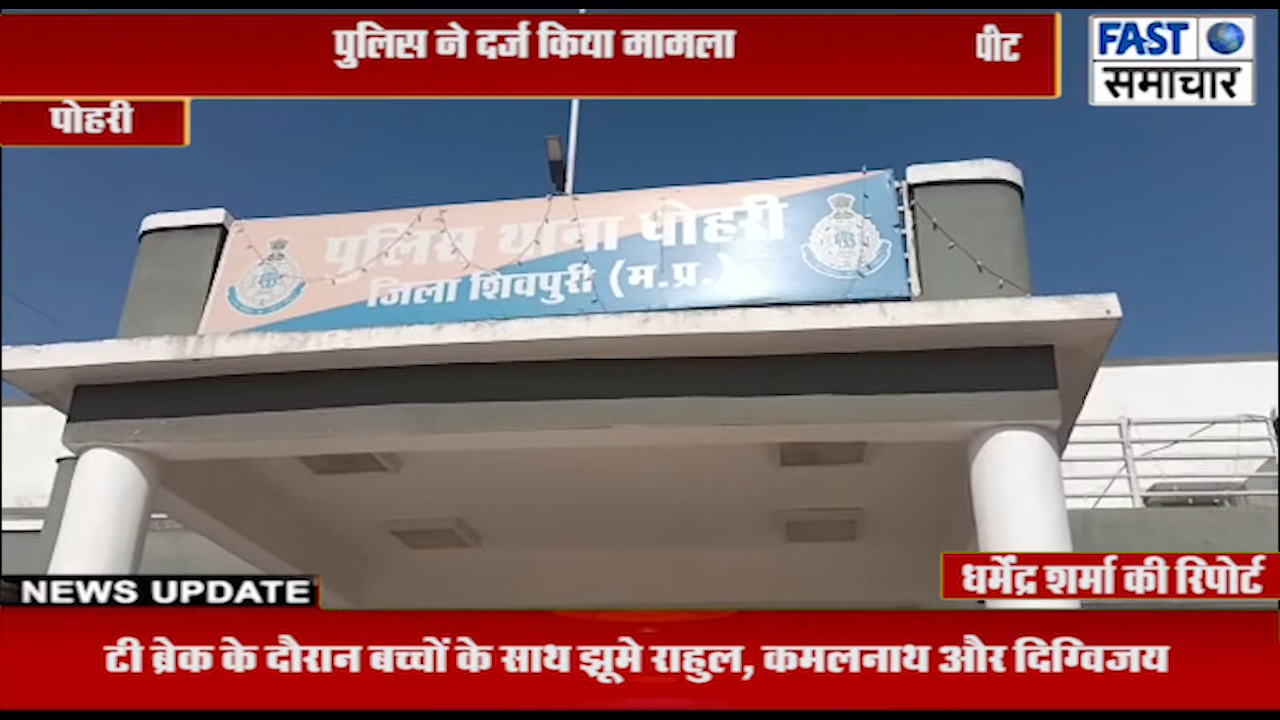 पुलिस ने दर्ज किया मामला
पीट
FAST
समाचार
पोहरी
पुलिस थाना पोहरी
जिला शिवपुरी (म.प्र.)
NEWS UPDATE
धर्मेंद्र शर्मा की रिपोर्ट
टी ब्रेक के दौरान बच्चों के साथ झूमे राहुल, कमलनाथ और दिग्विजय